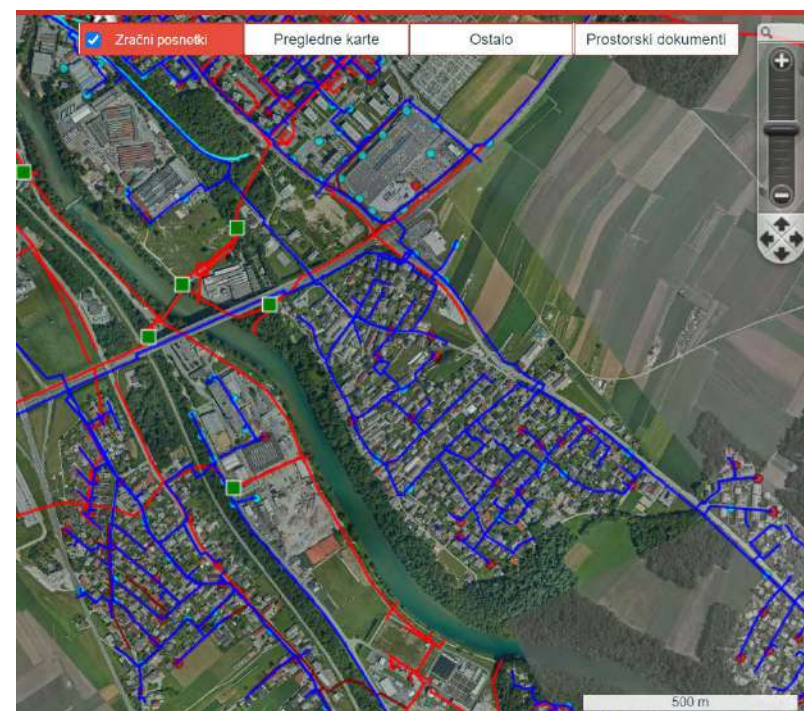 Zračni posnetki
Pregledne karte
Ostalo
Prostorski dokumenti
500 m